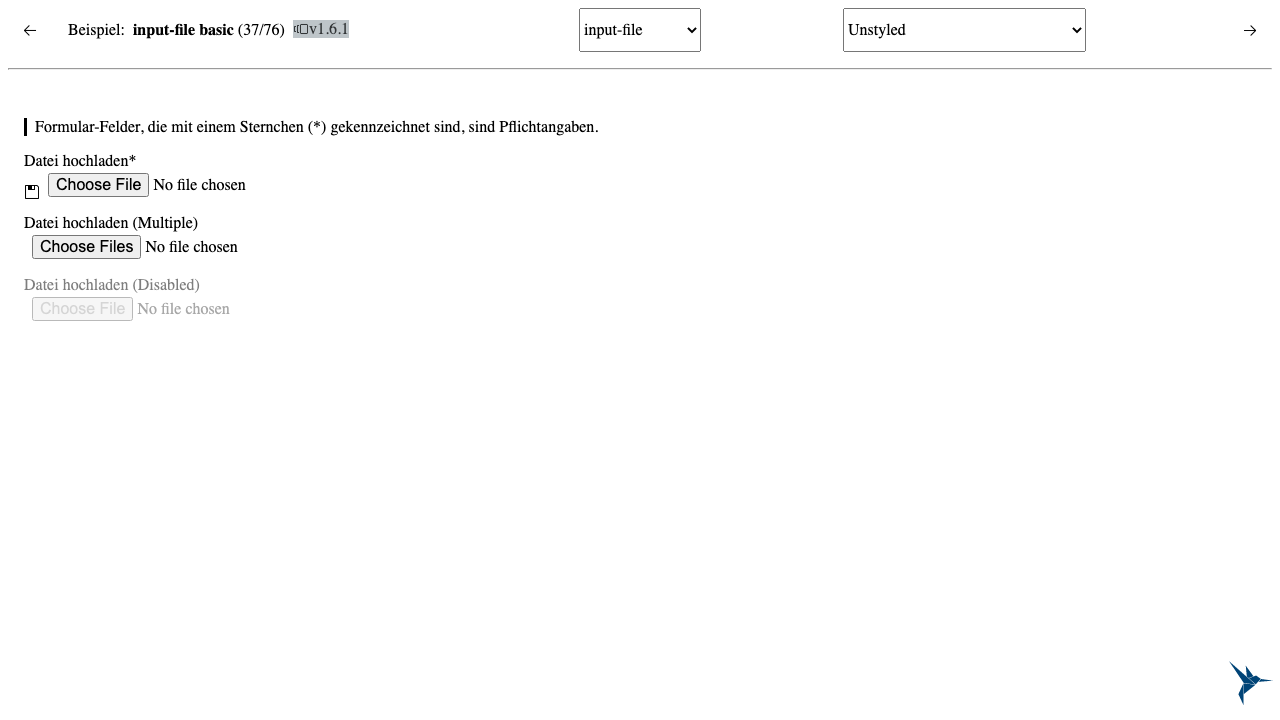 Beispiel: input-file basic (37/76) v1.6.1 input-file Unstyled
Formular-Felder, die mit einem Sternchen (*) gekennzeichnet sind, sind Pflichtangaben.
Datei hochladen*
Choose File No file chosen
Datei hochladen (Multiple)
Choose Files No file chosen
Datei hochladen (Disabled)
Choose File No file chosen